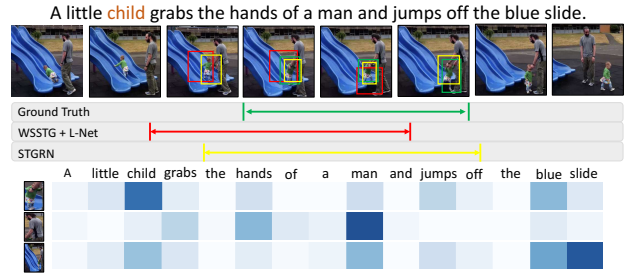 A little child grabs the hands of a man and jumps off the blue slide.
Ground Truth
WSSTG + L-Net
STGRN
A little child grabs the hands of a man and jumps off the blue slide